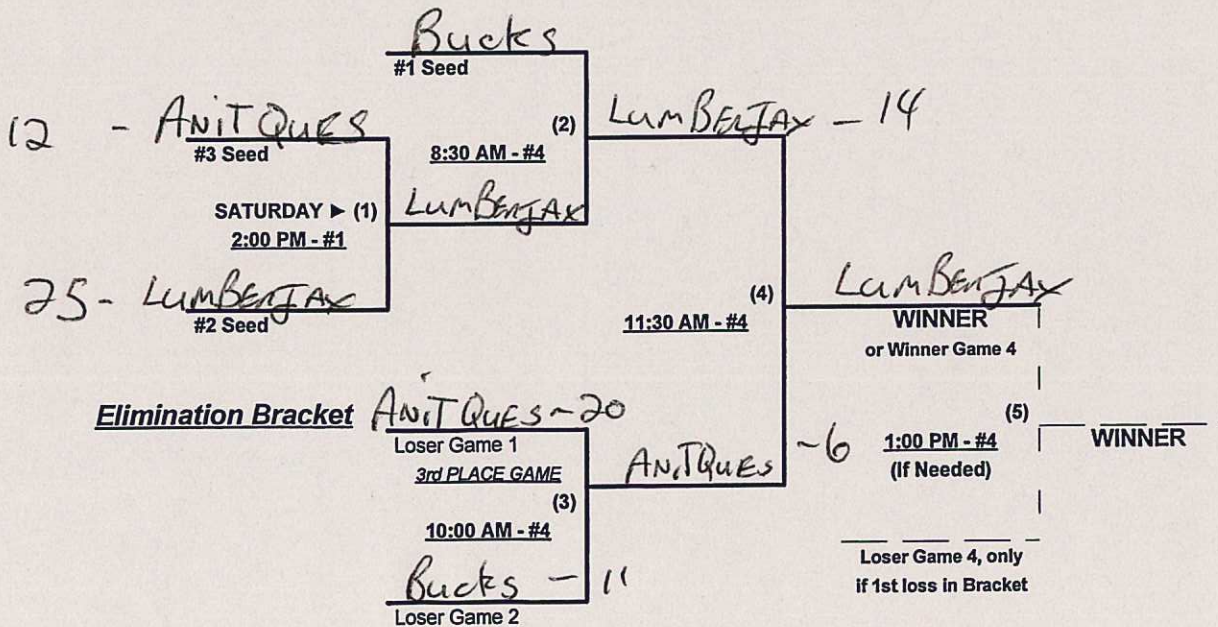 Bucks
#1 Seed
12 - ANiTQUES
#3 Seed
(2)
8:30 AM - #4
LumBerJAX - 14
SATURDAY ► (1)
2:00 PM - #1
LumBerJAX
25 - LumBerJAX
#2 Seed
(4)
11:30 AM - #4
LumBerJAX
WINNER
or Winner Game 4
Elimination Bracket
ANiTQUES - 20
Loser Game 1
3rd PLACE GAME
(3)
10:00 AM - #4
ANiTQUES - 6
(5)
1:00 PM - #4
(If Needed)
WINNER
Bucks - 11
Loser Game 2
Loser Game 4, only
if 1st loss in Bracket